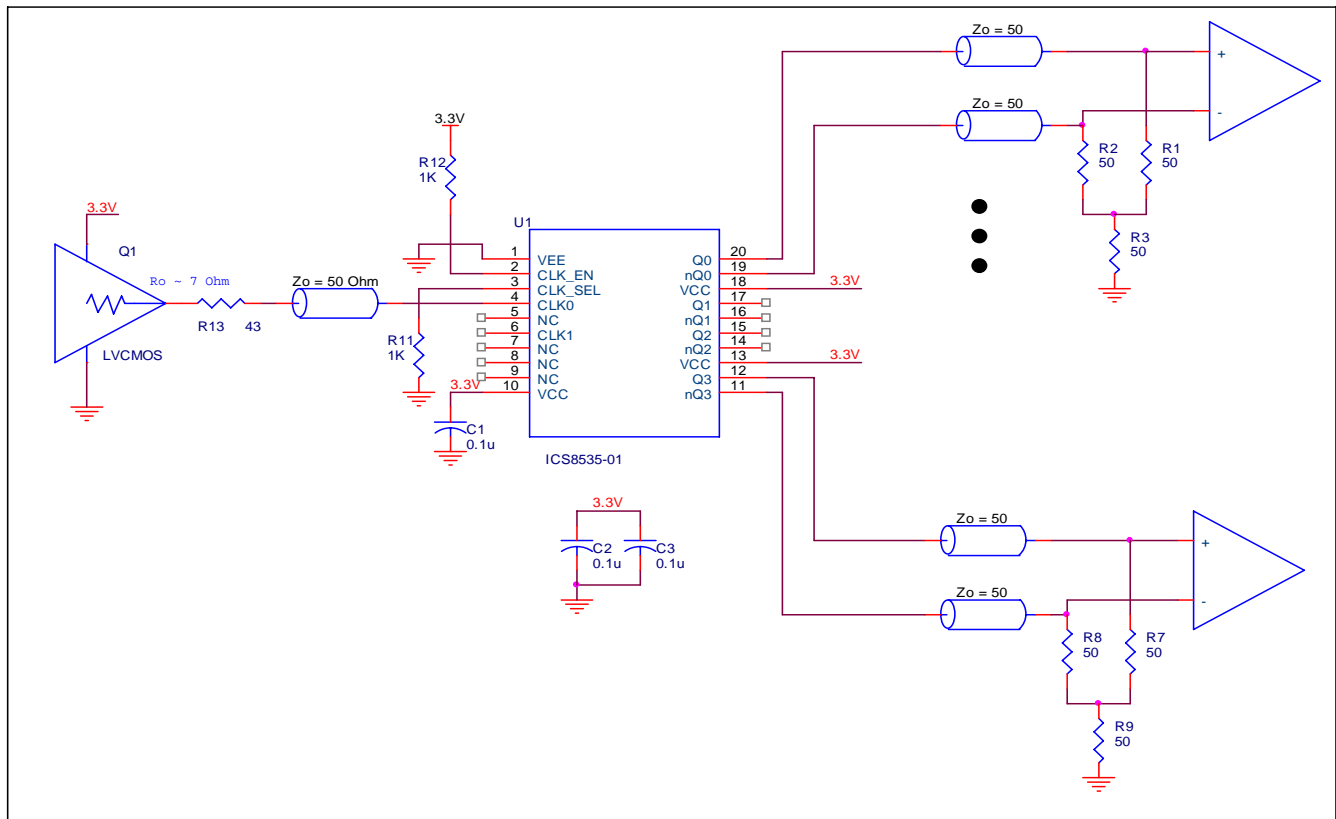 Zo = 50
+
-
Zo = 50
R2
50
R1
50
R3
50
3.3V
R12
1K
3.3V
Q1
Ro ~ 7 Ohm
R13 43
LVCMOS
Zo = 50 Ohm
R11
1K
U1
1 VEE
2 CLK_EN
3 CLK_SEL
4 CLK0
5 NC
6 CLK1
7 NC
8 NC
9 NC
10 VCC
20 Q0
19 nQ0
18 VCC
17 Q1
16 nQ1
15 Q2
14 nQ2
13 VCC
12 Q3
11 nQ3
3.3V
3.3V
3.3V
C1
0.1u
ICS8535-01
3.3V
C2
0.1u
C3
0.1u
Zo = 50
+
-
Zo = 50
R8
50
R7
50
R9
50